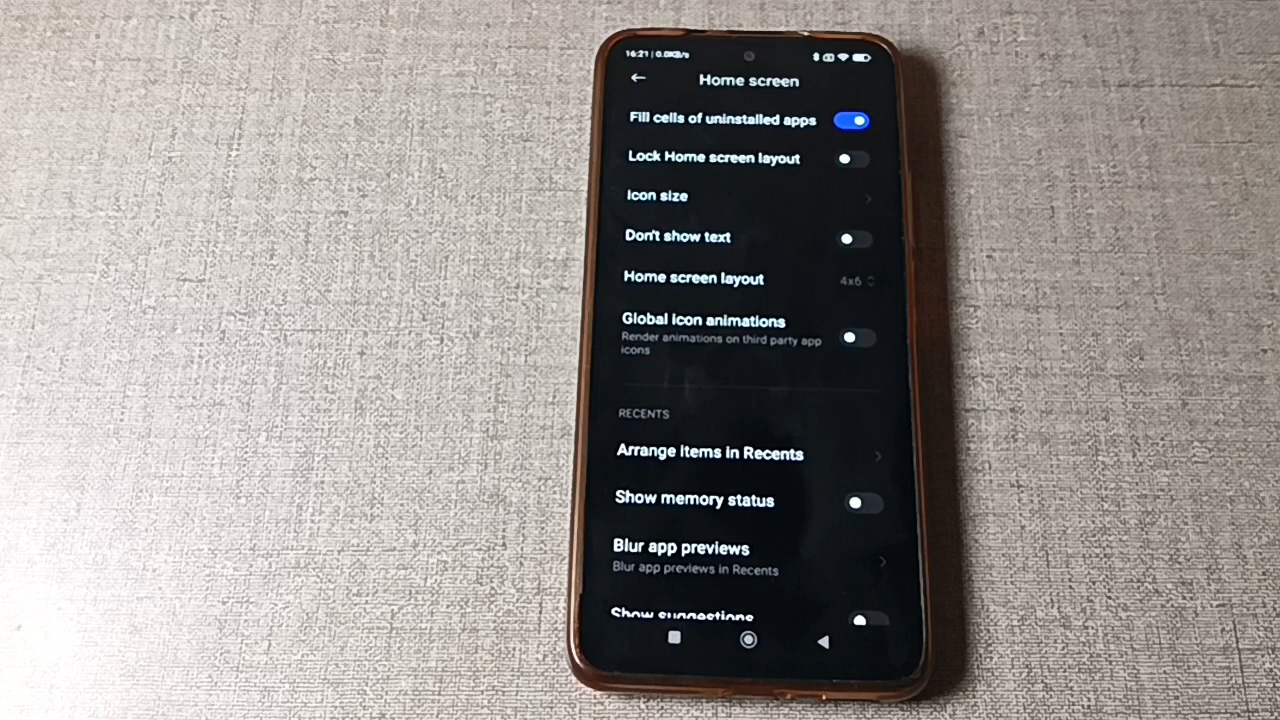 16:21 | 0.0KB/s
Home screen
Fill cells of uninstalled apps
Lock Home screen layout
Icon size
Don't show text
Home screen layout
4x6
Global icon animations
Render animations on third party app
icons
RECENTS
Arrange items in Recents
Show memory status
Blur app previews
Blur app previews in Recents
Show suggestions